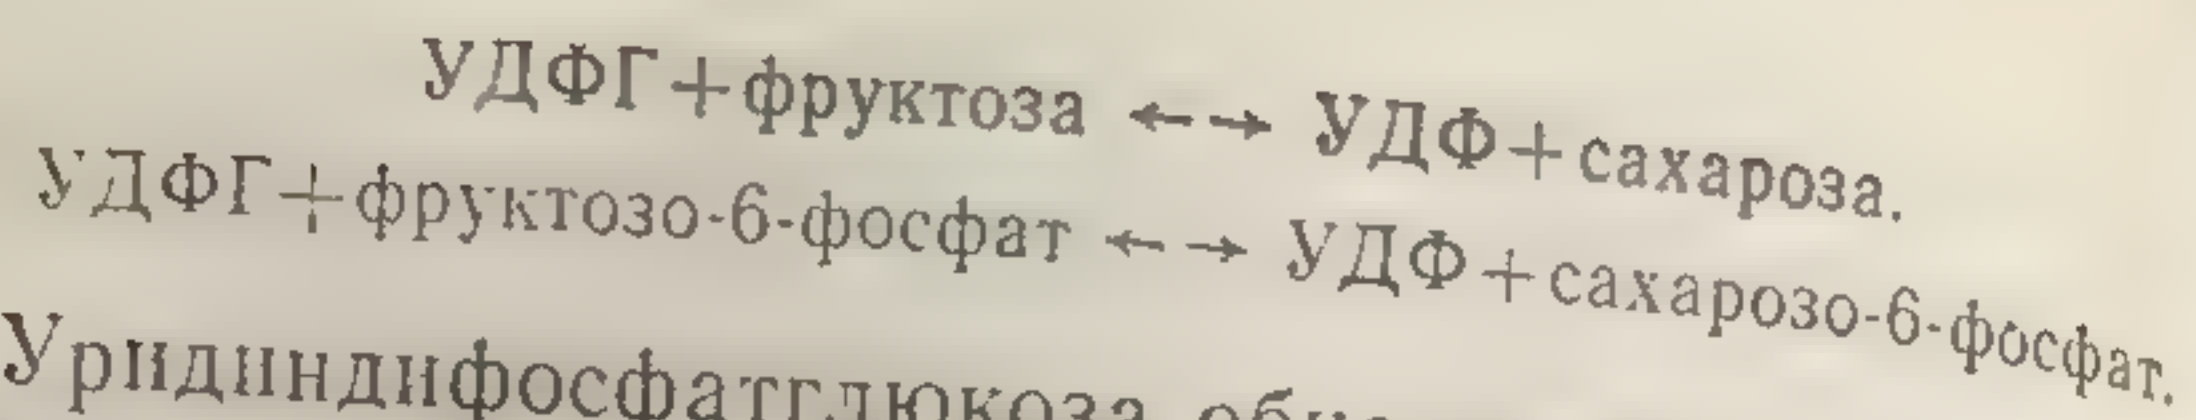 УДФГ+фруктоза ←→ УДФ+сахароза.
УДФГ+фруктозо-6-фосфат ←→ УДФ+сахарозо-6-фосфат.
Уридиндифосфатглюкоза